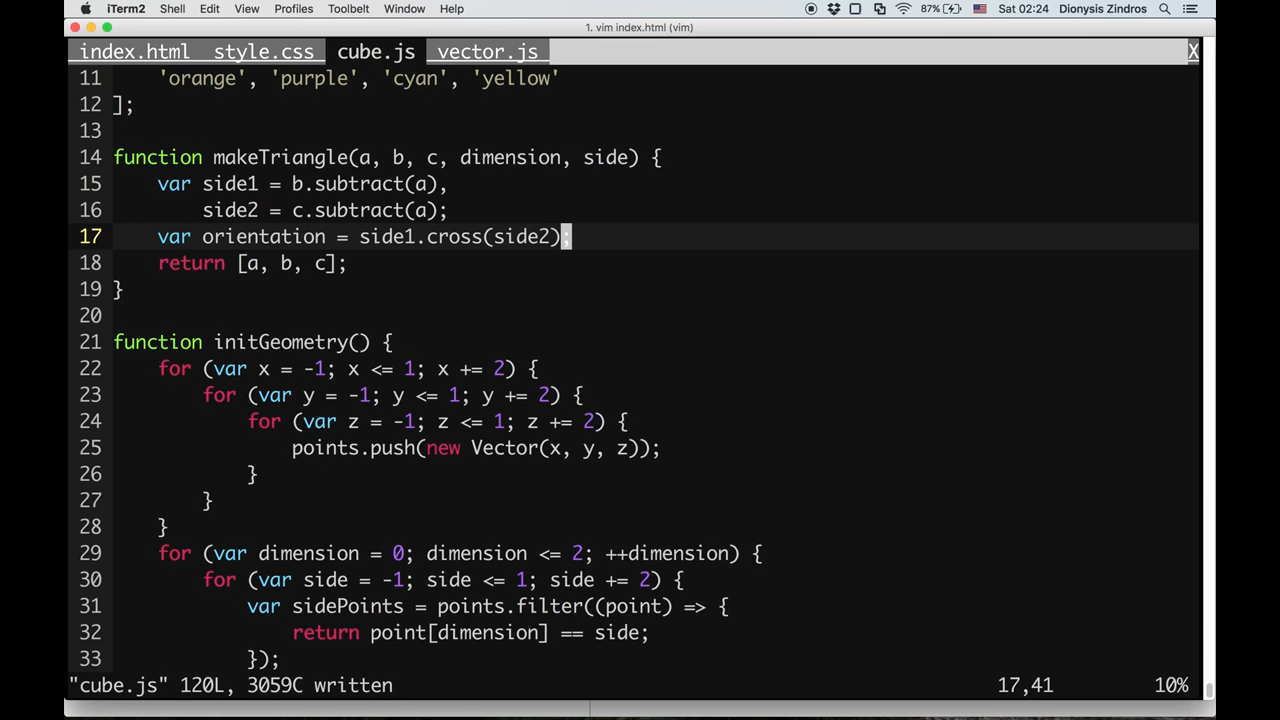 iTerm2 Shell Edit View Profiles Toolbelt Window Help 87% Sat 02:24 Dionysis Zindros
1. vim index.html (vim)
index.html style.css cube.js vector.js X
11     'orange', 'purple', 'cyan', 'yellow'
12 ];
13
14 function makeTriangle(a, b, c, dimension, side) {
15     var side1 = b.subtract(a),
16         side2 = c.subtract(a);
17     var orientation = side1.cross(side2);
18     return [a, b, c];
19 }
20
21 function initGeometry() {
22     for (var x = -1; x <= 1; x += 2) {
23         for (var y = -1; y <= 1; y += 2) {
24             for (var z = -1; z <= 1; z += 2) {
25                 points.push(new Vector(x, y, z));
26             }
27         }
28     }
29     for (var dimension = 0; dimension <= 2; ++dimension) {
30         for (var side = -1; side <= 1; side += 2) {
31             var sidePoints = points.filter((point) => {
32                 return point[dimension] == side;
33             });
"cube.js" 120L, 3059C written 17,41 10%